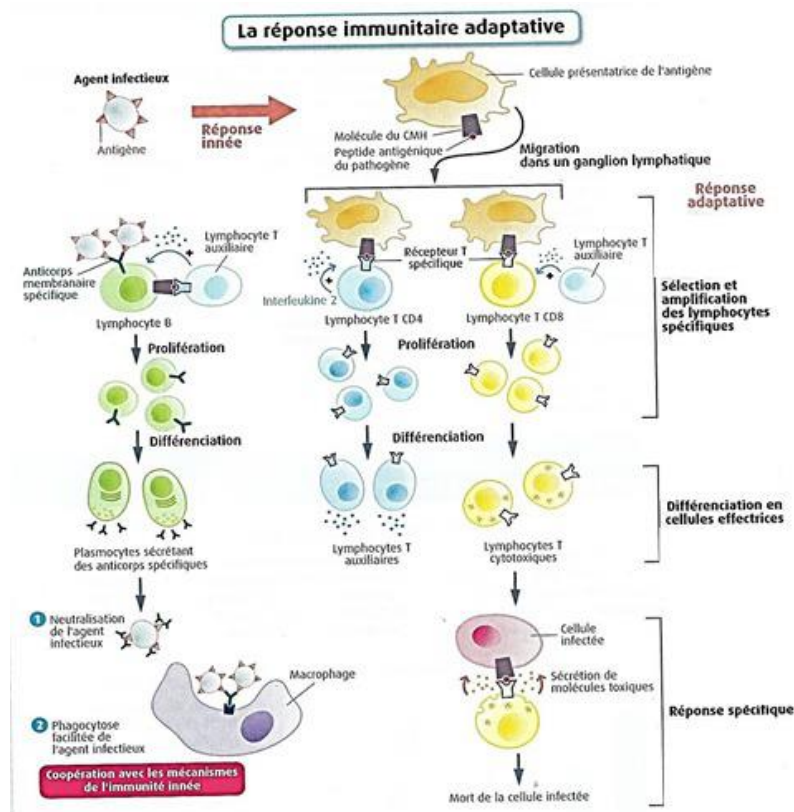 La réponse immunitaire adaptative
Agent infectieux
Antigène
Réponse
innée
Cellule présentatrice de l'antigène
Molécule du CMH
Peptide antigénique
du pathogène
Migration
dans un ganglion lymphatique
Réponse
adaptative
Anticorps
membranaire
spécifique
+
Lymphocyte T
auxiliaire
Lymphocyte B
Récepteur T
spécifique
+
Interleukine 2
Lymphocyte T CD4
+
Lymphocyte T
auxiliaire
Lymphocyte T CD8
Sélection et
amplification
des lymphocytes
spécifiques
Prolifération
Prolifération
Différenciation
Différenciation
Plasmocytes sécrétant
des anticorps spécifiques
Lymphocytes T
auxiliaires
Lymphocytes T
cytotoxiques
Différenciation en
cellules effectrices
1 Neutralisation
de l'agent
infectieux
Macrophage
2 Phagocytose
facilitée de
l'agent infectieux
Coopération avec les mécanismes
de l'immunité innée
Cellule
infectée
Sécrétion de
molécules toxiques
Mort de la cellule infectée
Réponse spécifique